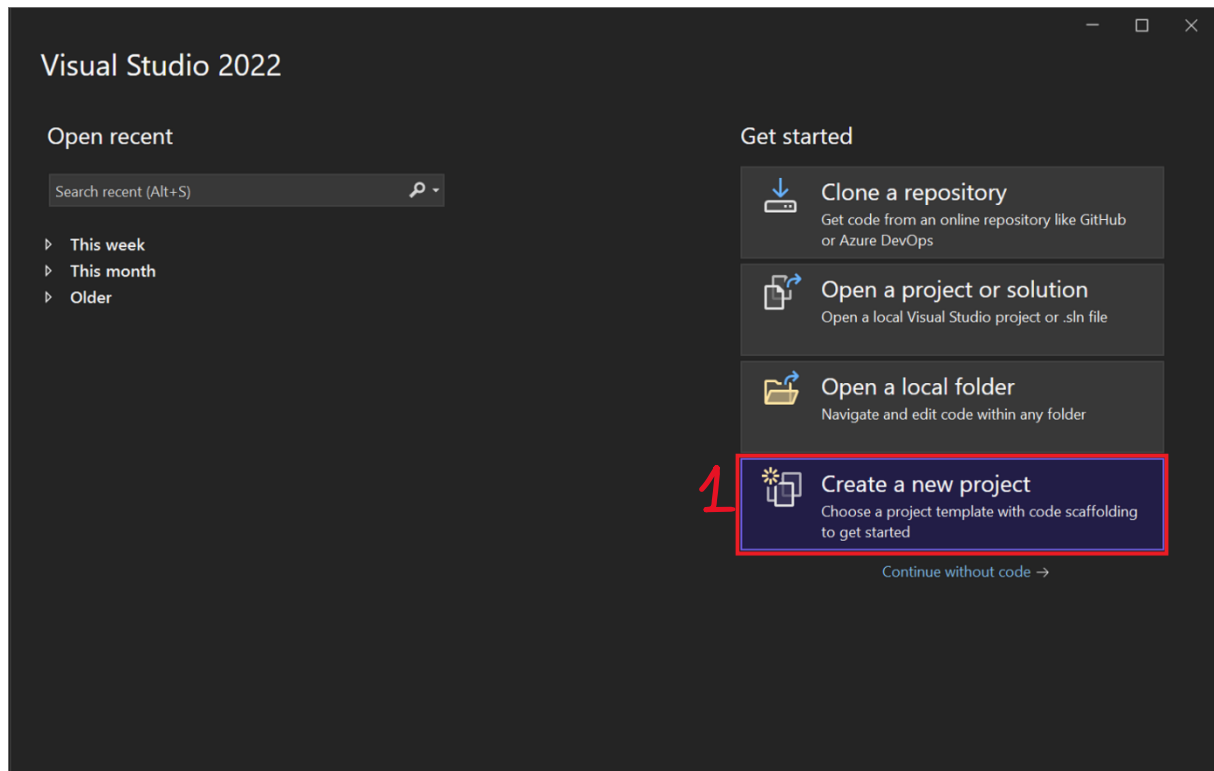 Visual Studio 2022
Open recent
Search recent (Alt+S)
This week
This month
Older
Get started
Clone a repository
Get code from an online repository like GitHub
or Azure DevOps
Open a project or solution
Open a local Visual Studio project or .sln file
Open a local folder
Navigate and edit code within any folder
1
Create a new project
Choose a project template with code scaffolding
to get started
Continue without code →